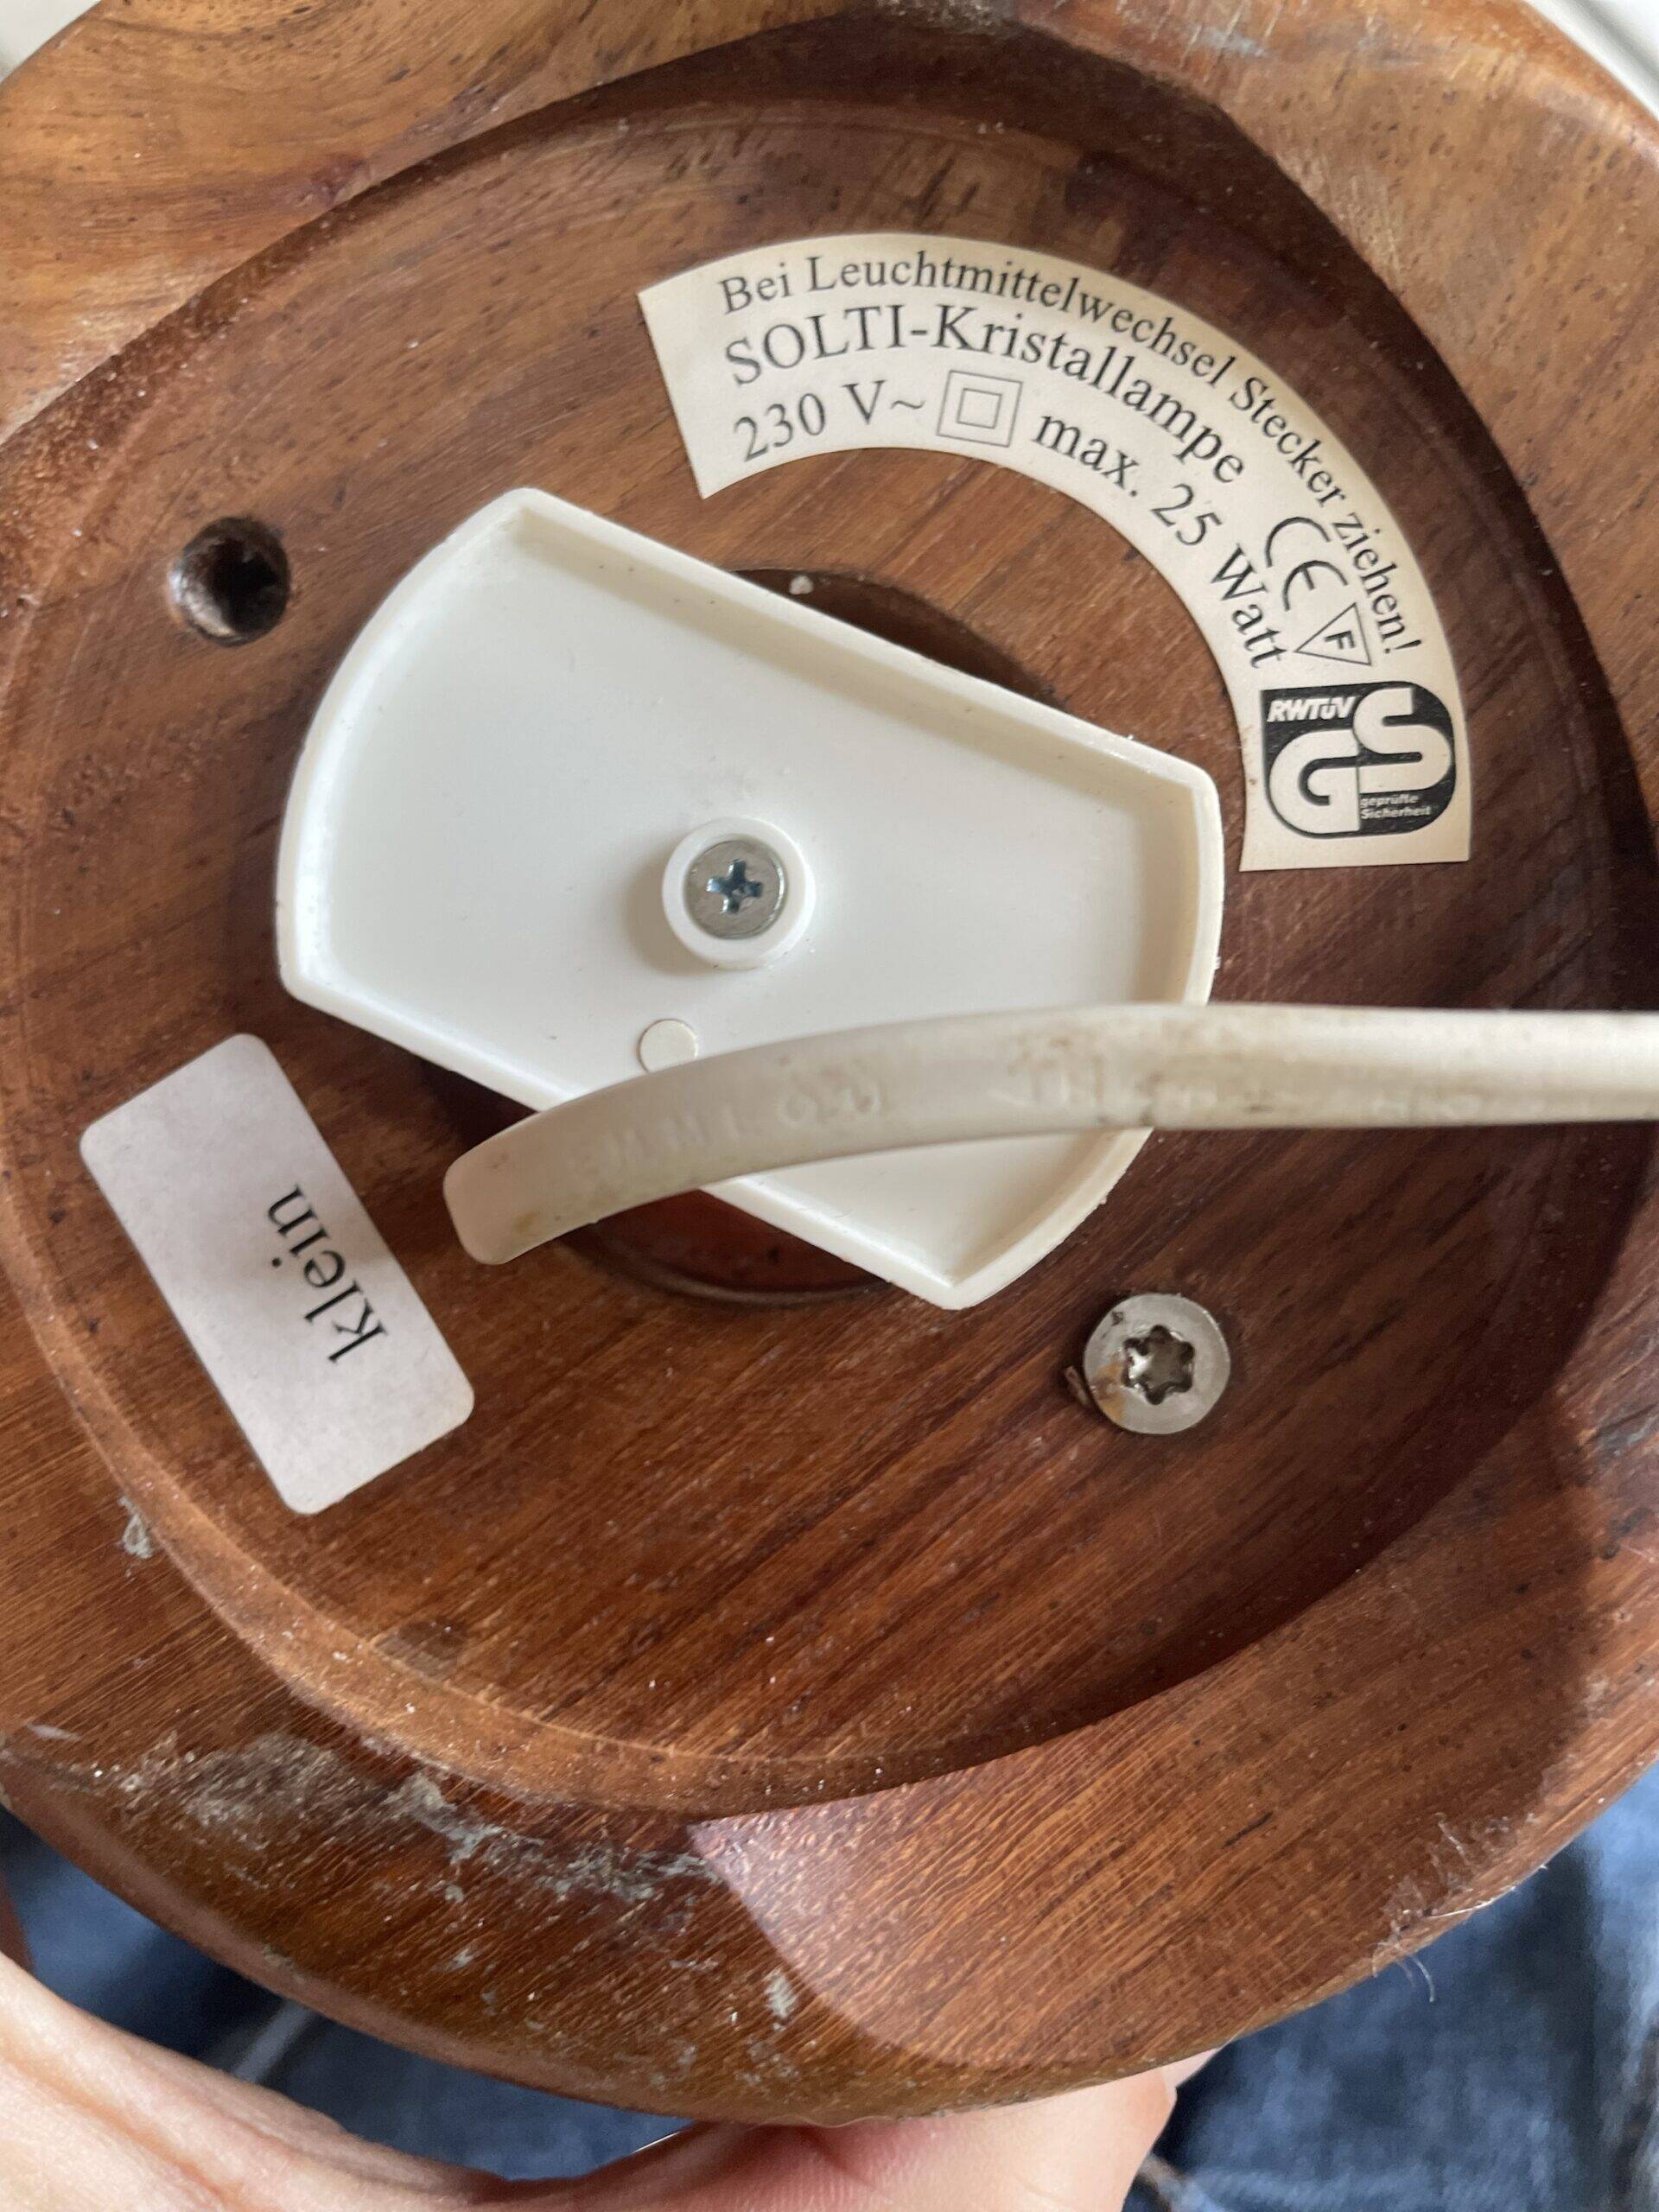 Bei Leuchtmittelwechsel Stecker ziehen!
SOLTI-Kristallampe CE F
230 V~ max. 25 Watt
RWTÜV
GS
geprüfte
Sicherheit
klein